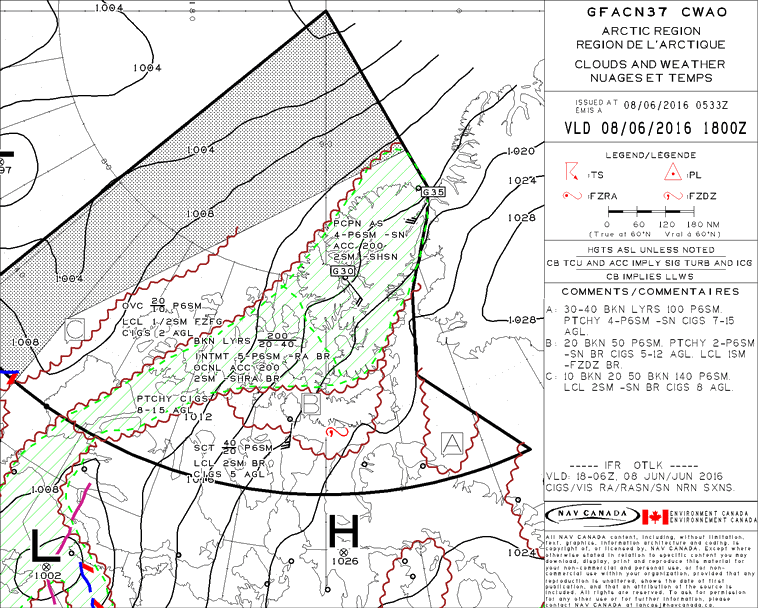 GFACN37 CWAO
ARCTIC REGION
REGION DE L'ARCTIQUE
CLOUDS AND WEATHER
NUAGES ET TEMPS
ISSUED AT 08/06/2016 0533Z
EMIS A
VLD 08/06/2016 1800Z
LEGEND/LEGENDE
:TS
:PL
:FZRA
:FZDZ
0 60 120 180 NM
(True at 60°N Vrai à 60°N)
HGTS ASL UNLESS NOTED
CB TCU AND ACC IMPLY SIG TURB AND ICG
CB IMPLIES LLWS
COMMENTS/COMMENTAIRES
A: 30-40 BKN LYRS 100 P6SM.
PTCHY 4-P6SM -SN CIGS 7-15
AGL.
B: 20 BKN 50 P6SM. PTCHY 2-P6SM
-SN BR CIGS 5-12 AGL. LCL 1SM
-FZDZ BR.
C: 10 BKN 20 50 BKN 140 P6SM.
LCL 2SM -SN BR CIGS 8 AGL.
----- IFR OTLK -----
VLD: 18-06Z, 08 JUN/JUN 2016
CIGS/VIS RA/RASN/SN NRN SXNS.
NAV CANADA
ENVIRONMENT CANADA
ENVIRONNEMENT CANADA
All NAV CANADA content, including, without limitation,
text, graphics, information architecture and coding, is
copyright of, or licensed by, NAV CANADA. Except where
otherwise stated in relation to specific content you may
download, display, print and reproduce this material for
your non-commercial and personal use, or for non-
commercial use within your organization, provided that any
reproduction is unaltered, shows the date of first
publication, and that an attribution of the source is
included. All rights are reserved. To ask for permission
for any other use or for further information, please
contact NAV CANADA at
1004
1004
1004
1004
1008
1008
97
1020
1024
1028
1028
G35
PCPN AS
4-P6SM -SN
ACC 200
2SM -SHSN
G30
OVC 20/10 P6SM
LCL 1/2SM FZFG
CIGS 2 AGL
C
BKN LYRS 200/20-40
INTMT 5-P6SM -RA BR
OCNL ACC 200
2SM -SHRA BR
PTCHY CIGS
8-15 AGL
1012
B
A
SCT 40/20 P6SM
LCL 2SM BR
CIGS 5 AGL
1016
1008
L
1002
H
1026
1024